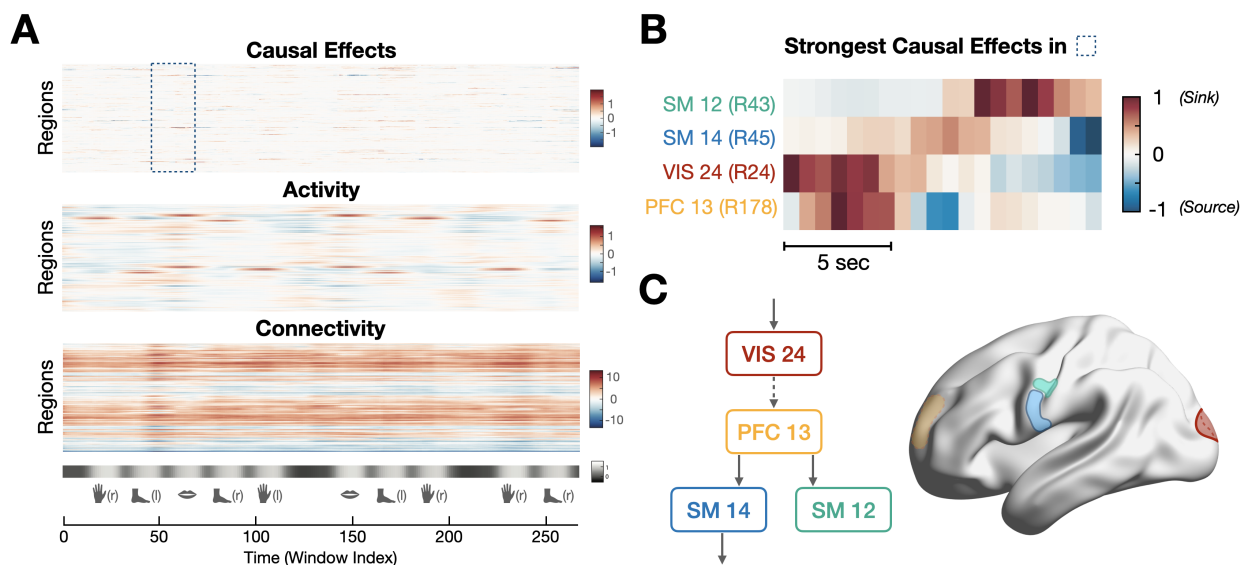 A
Causal Effects
Regions
1
0
-1
Activity
Regions
1
0
-1
Connectivity
Regions
10
0
-10
1
0
(r) (l) (r) (l) (l) (r) (r) (r)
0 50 100 150 200 250
Time (Window Index)
B
Strongest Causal Effects in
SM 12 (R43)
SM 14 (R45)
VIS 24 (R24)
PFC 13 (R178)
5 sec
1 (Sink)
0
-1 (Source)
C
VIS 24
PFC 13
SM 14 SM 12